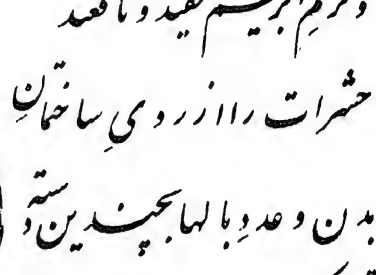 و کرمِ ابریشم مفید و نافعند
حشرات را از روی ساختمانِ
بدن و عددِ بالها بچندین دسته